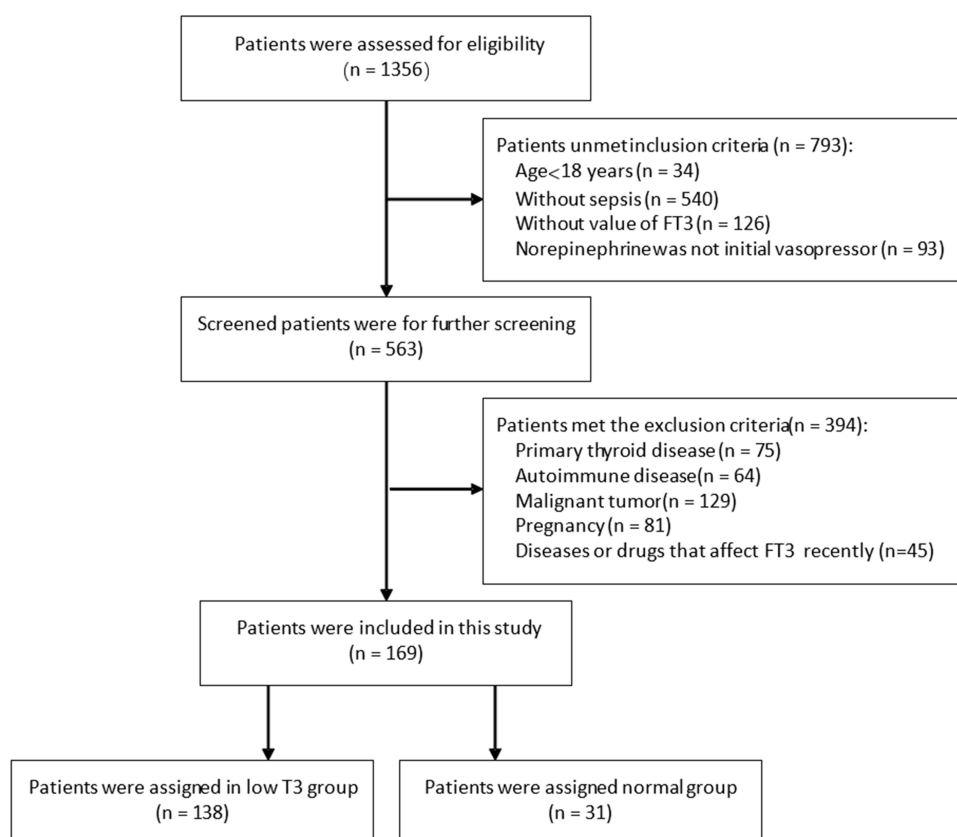 Patients were assessed for eligibility
(n = 1356)
Patients unmetinclusion criteria (n = 793):
Age<18 years (n = 34)
Without sepsis (n = 540)
Without value of FT3 (n = 126)
Norepinephrine was not initial vasopressor (n = 93)
Screened patients were for further screening
(n = 563)
Patients met the exclusion criteria(n = 394):
Primary thyroid disease (n = 75)
Autoimmune disease(n = 64)
Malignant tumor(n = 129)
Pregnancy (n = 81)
Diseases or drugs that affect FT3 recently (n=45)
Patients were included in this study
(n = 169)
Patients were assigned in low T3 group
(n = 138)
Patients were assigned normal group
(n = 31)